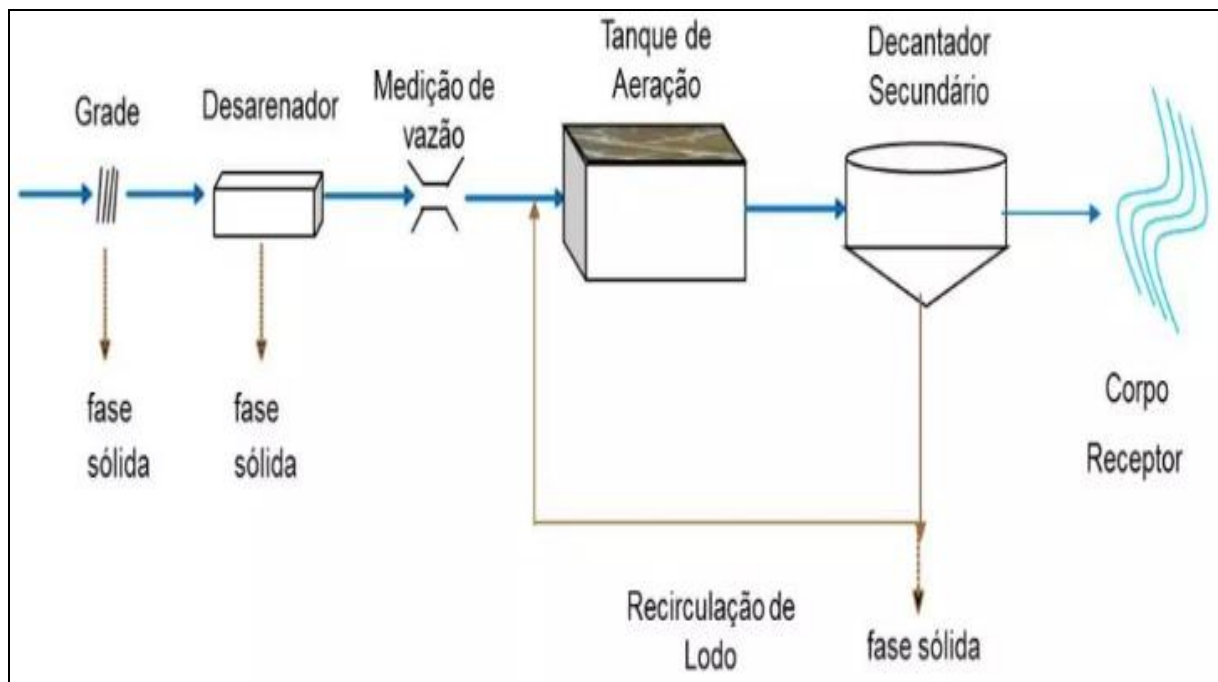 Grade
Desarenador
Medição de
vazão
Tanque de
Aeração
Decantador
Secundário
fase
sólida
fase
sólida
Corpo
Receptor
Recirculação de
Lodo
fase sólida